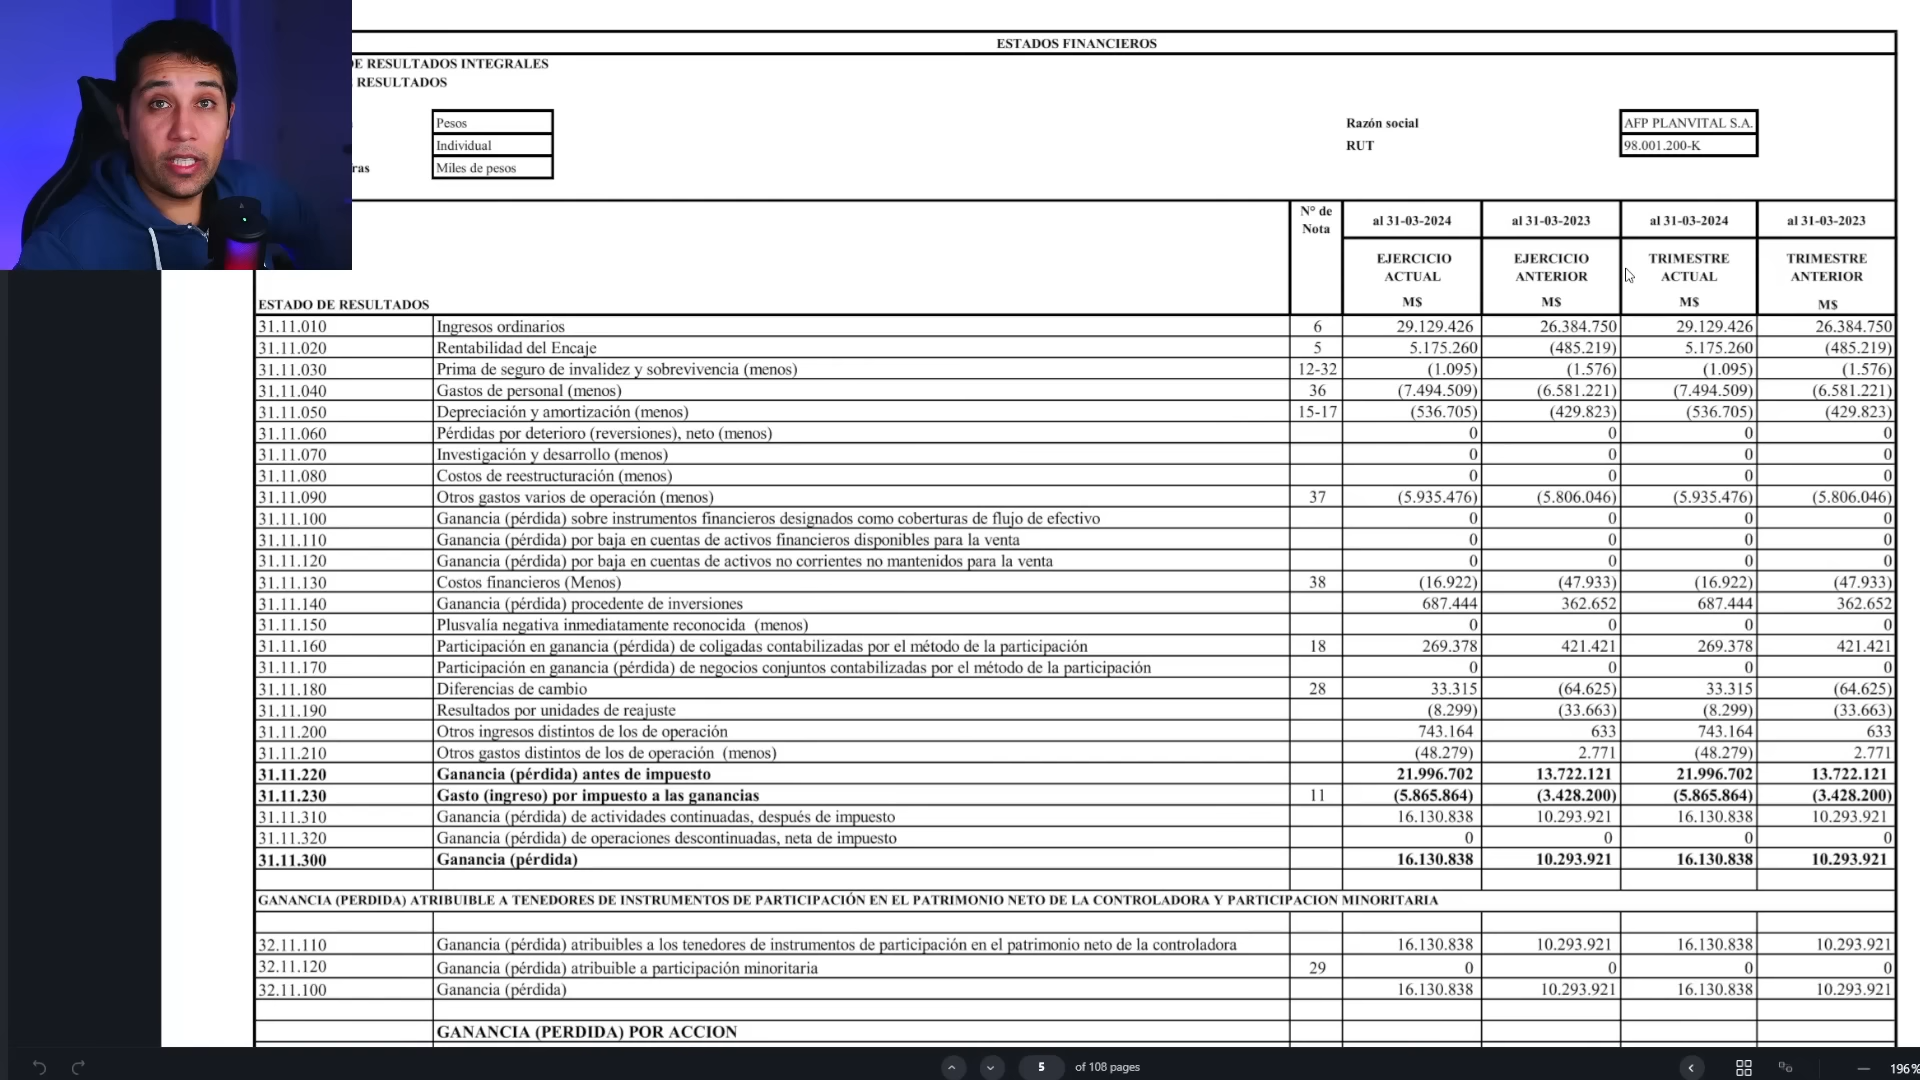 ESTADOS FINANCIEROS
DE RESULTADOS INTEGRALES
RESULTADOS
Pesos
Individual
ras Miles de pesos
Razón social AFP PLANVITAL S.A.
RUT 98.001.200-K
N° de Nota al 31-03-2024 al 31-03-2023 al 31-03-2024 al 31-03-2023
EJERCICIO ACTUAL EJERCICIO ANTERIOR TRIMESTRE ACTUAL TRIMESTRE ANTERIOR
ESTADO DE RESULTADOS M$ M$ M$ M$
31.11.010 Ingresos ordinarios 6 29.129.426 26.384.750 29.129.426 26.384.750
31.11.020 Rentabilidad del Encaje 5 5.175.260 (485.219) 5.175.260 (485.219)
31.11.030 Prima de seguro de invalidez y sobrevivencia (menos) 12-32 (1.095) (1.576) (1.095) (1.576)
31.11.040 Gastos de personal (menos) 36 (7.494.509) (6.581.221) (7.494.509) (6.581.221)
31.11.050 Depreciación y amortización (menos) 15-17 (536.705) (429.823) (536.705) (429.823)
31.11.060 Pérdidas por deterioro (reversiones), neto (menos) 0 0 0 0
31.11.070 Investigación y desarrollo (menos) 0 0 0 0
31.11.080 Costos de reestructuración (menos) 0 0 0 0
31.11.090 Otros gastos varios de operación (menos) 37 (5.935.476) (5.806.046) (5.935.476) (5.806.046)
31.11.100 Ganancia (pérdida) sobre instrumentos financieros designados como coberturas de flujo de efectivo 0 0 0 0
31.11.110 Ganancia (pérdida) por baja en cuentas de activos financieros disponibles para la venta 0 0 0 0
31.11.120 Ganancia (pérdida) por baja en cuentas de activos no corrientes no mantenidos para la venta 0 0 0 0
31.11.130 Costos financieros (Menos) 38 (16.922) (47.933) (16.922) (47.933)
31.11.140 Ganancia (pérdida) procedente de inversiones 687.444 362.652 687.444 362.652
31.11.150 Plusvalía negativa inmediatamente reconocida (menos) 0 0 0 0
31.11.160 Participación en ganancia (pérdida) de coligadas contabilizadas por el método de la participación 18 269.378 421.421 269.378 421.421
31.11.170 Participación en ganancia (pérdida) de negocios conjuntos contabilizadas por el método de la participación 0 0 0 0
31.11.180 Diferencias de cambio 28 33.315 (64.625) 33.315 (64.625)
31.11.190 Resultados por unidades de reajuste (8.299) (33.663) (8.299) (33.663)
31.11.200 Otros ingresos distintos de los de operación 743.164 633 743.164 633
31.11.210 Otros gastos distintos de los de operación (menos) (48.279) 2.771 (48.279) 2.771
31.11.220 Ganancia (pérdida) antes de impuesto 21.996.702 13.722.121 21.996.702 13.722.121
31.11.230 Gasto (ingreso) por impuesto a las ganancias 11 (5.865.864) (3.428.200) (5.865.864) (3.428.200)
31.11.310 Ganancia (pérdida) de actividades continuadas, después de impuesto 16.130.838 10.293.921 16.130.838 10.293.921
31.11.320 Ganancia (pérdida) de operaciones descontinuadas, neta de impuesto 0 0 0 0
31.11.300 Ganancia (pérdida) 16.130.838 10.293.921 16.130.838 10.293.921
GANANCIA (PERDIDA) ATRIBUIBLE A TENEDORES DE INSTRUMENTOS DE PARTICIPACIÓN EN EL PATRIMONIO NETO DE LA CONTROLADORA Y PARTICIPACION MINORITARIA
32.11.110 Ganancia (pérdida) atribuibles a los tenedores de instrumentos de participación en el patrimonio neto de la controladora 16.130.838 10.293.921 16.130.838 10.293.921
32.11.120 Ganancia (pérdida) atribuible a participación minoritaria 29 0 0 0 0
32.11.100 Ganancia (pérdida) 16.130.838 10.293.921 16.130.838 10.293.921
GANANCIA (PERDIDA) POR ACCION
5 of 108 pages 196%